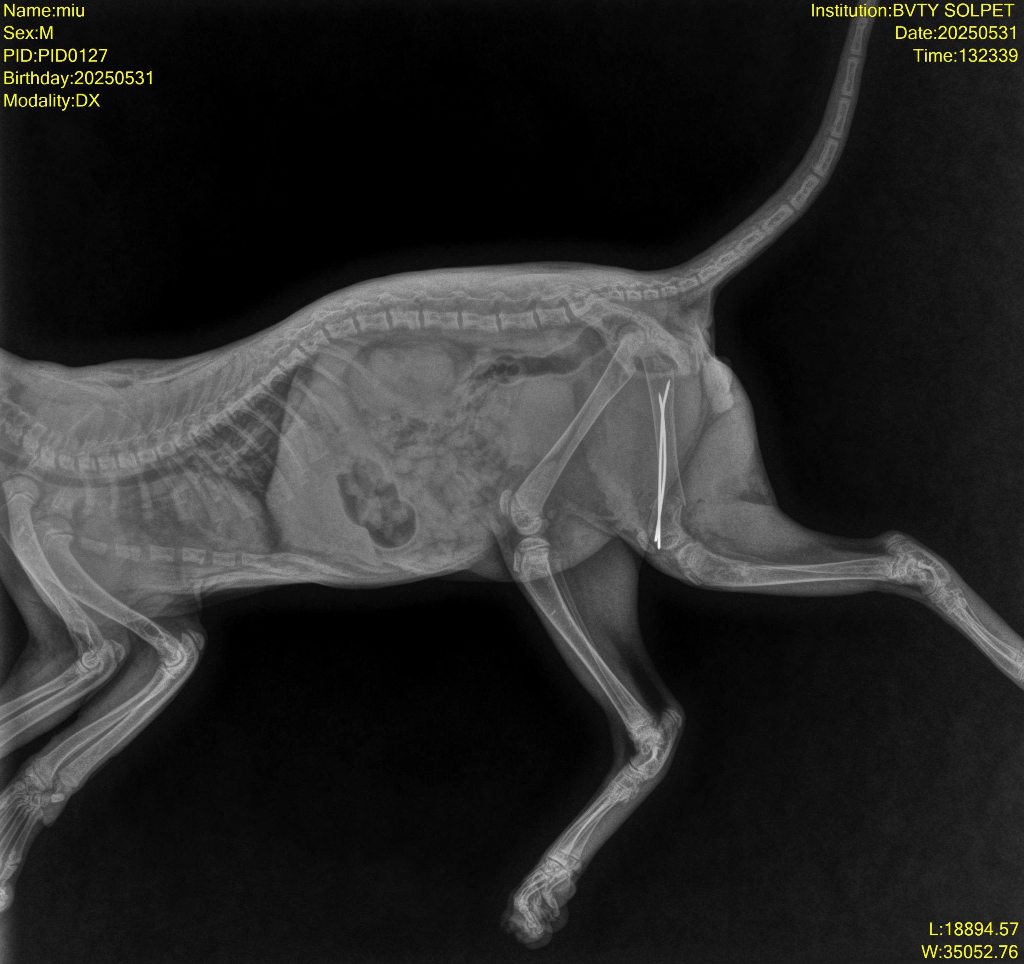 Name:miu
Sex:M
PID:PID0127
Birthday:20250531
Modality:DX
Institution:BVTY SOLPET
Date:20250531
Time:132339
L:18894.57
W:35052.76